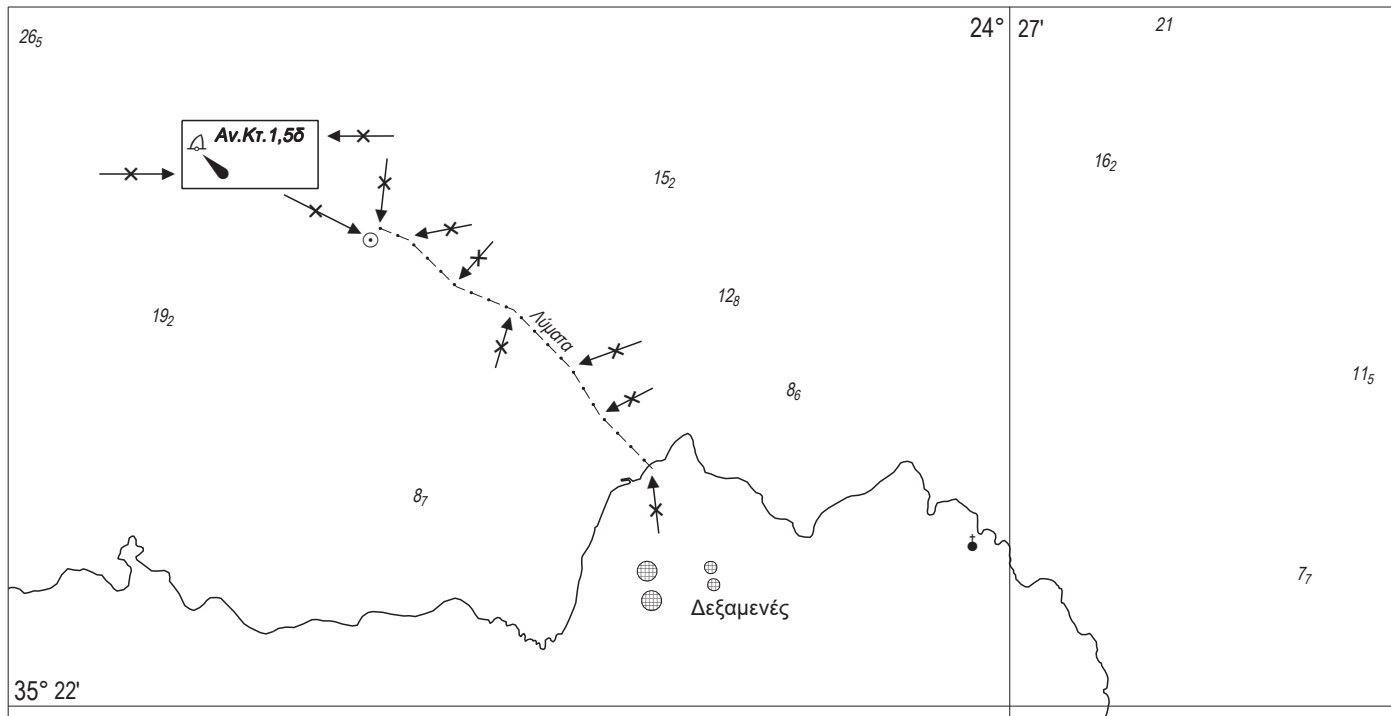 24° 27' 21
26₅
Αν.Κτ.1,5δ
16₂
15₂
12₈
19₂
Λύματα
11₅
8₆
8₇
7₇
Δεξαμενές
35° 22'